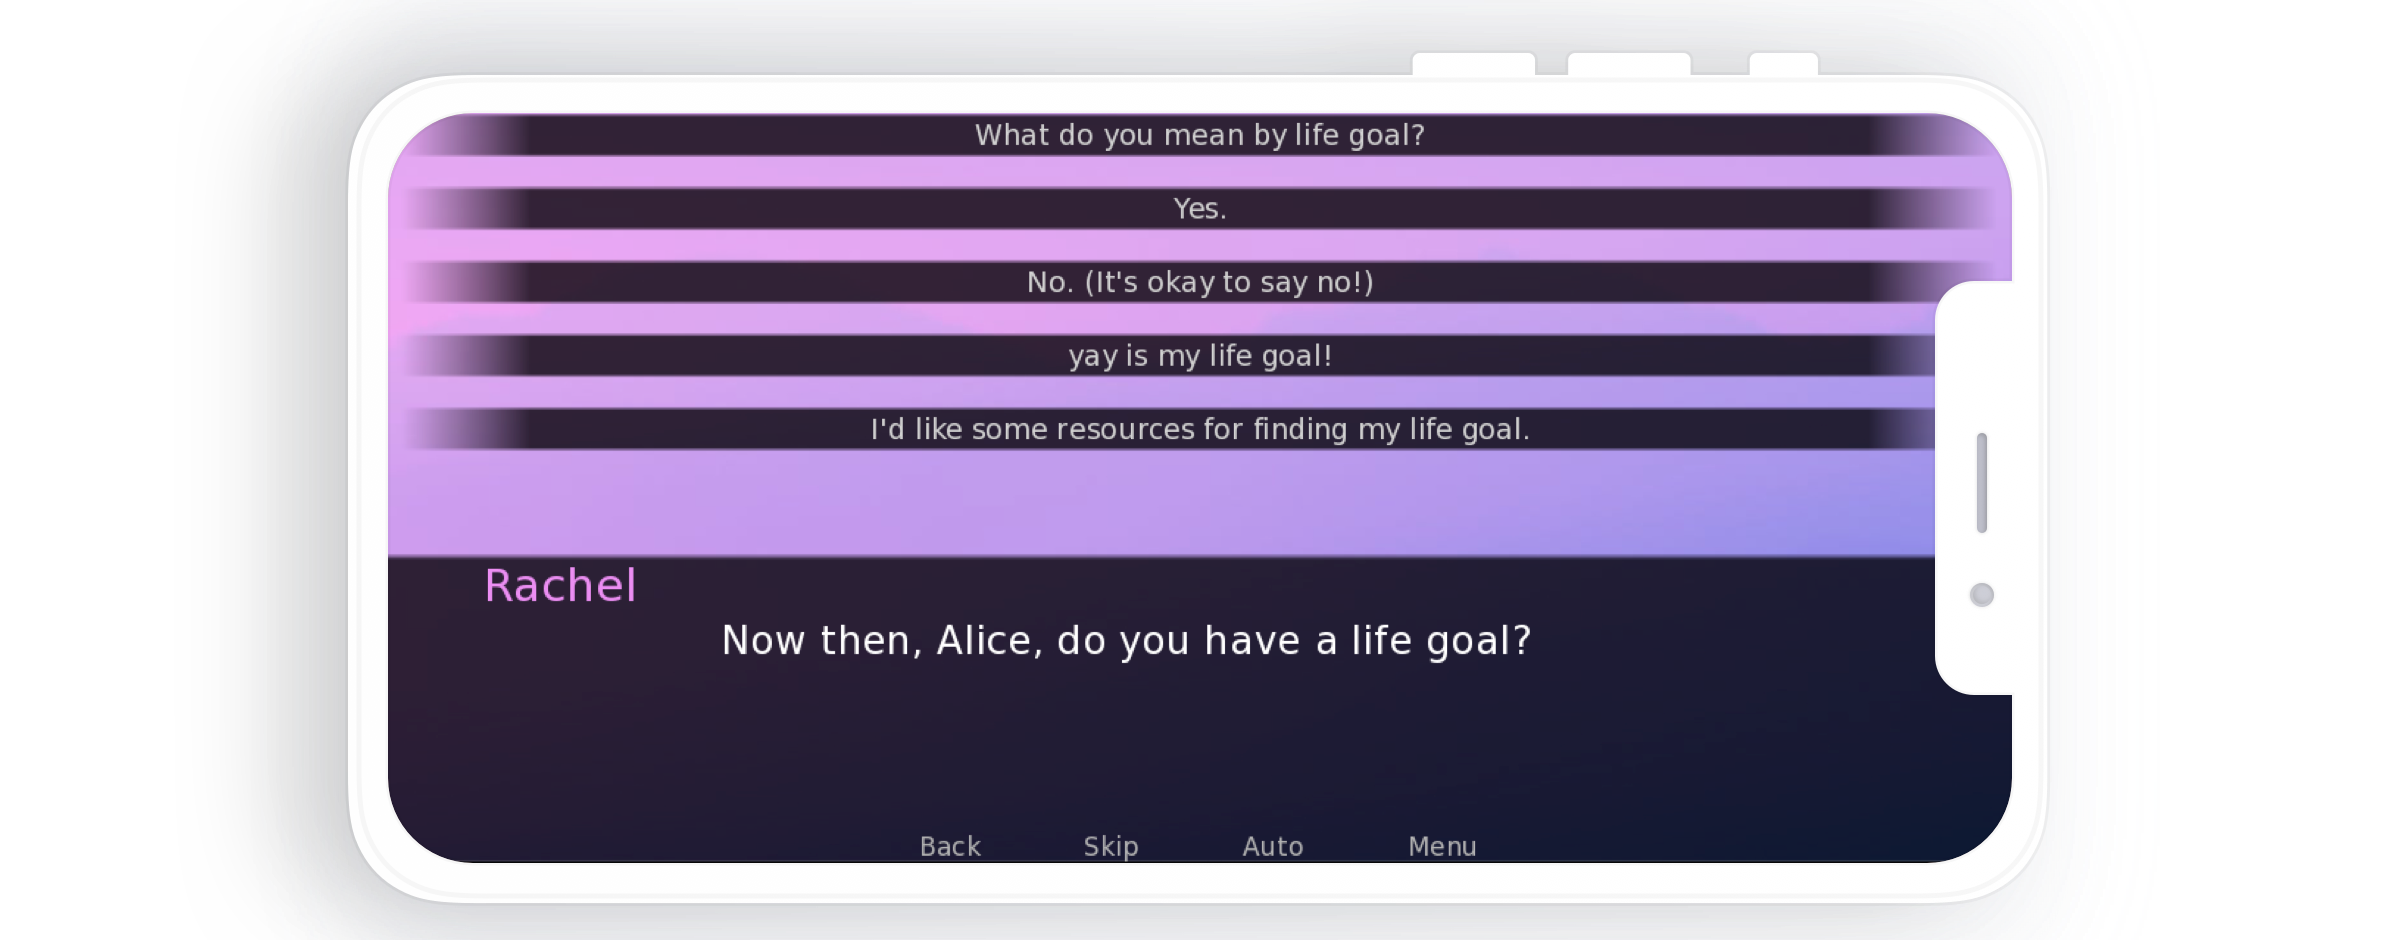 What do you mean by life goal?
Yes.
No. (It's okay to say no!)
yay is my life goal!
I'd like some resources for finding my life goal.
Rachel
Now then, Alice, do you have a life goal?
Back Skip Auto Menu